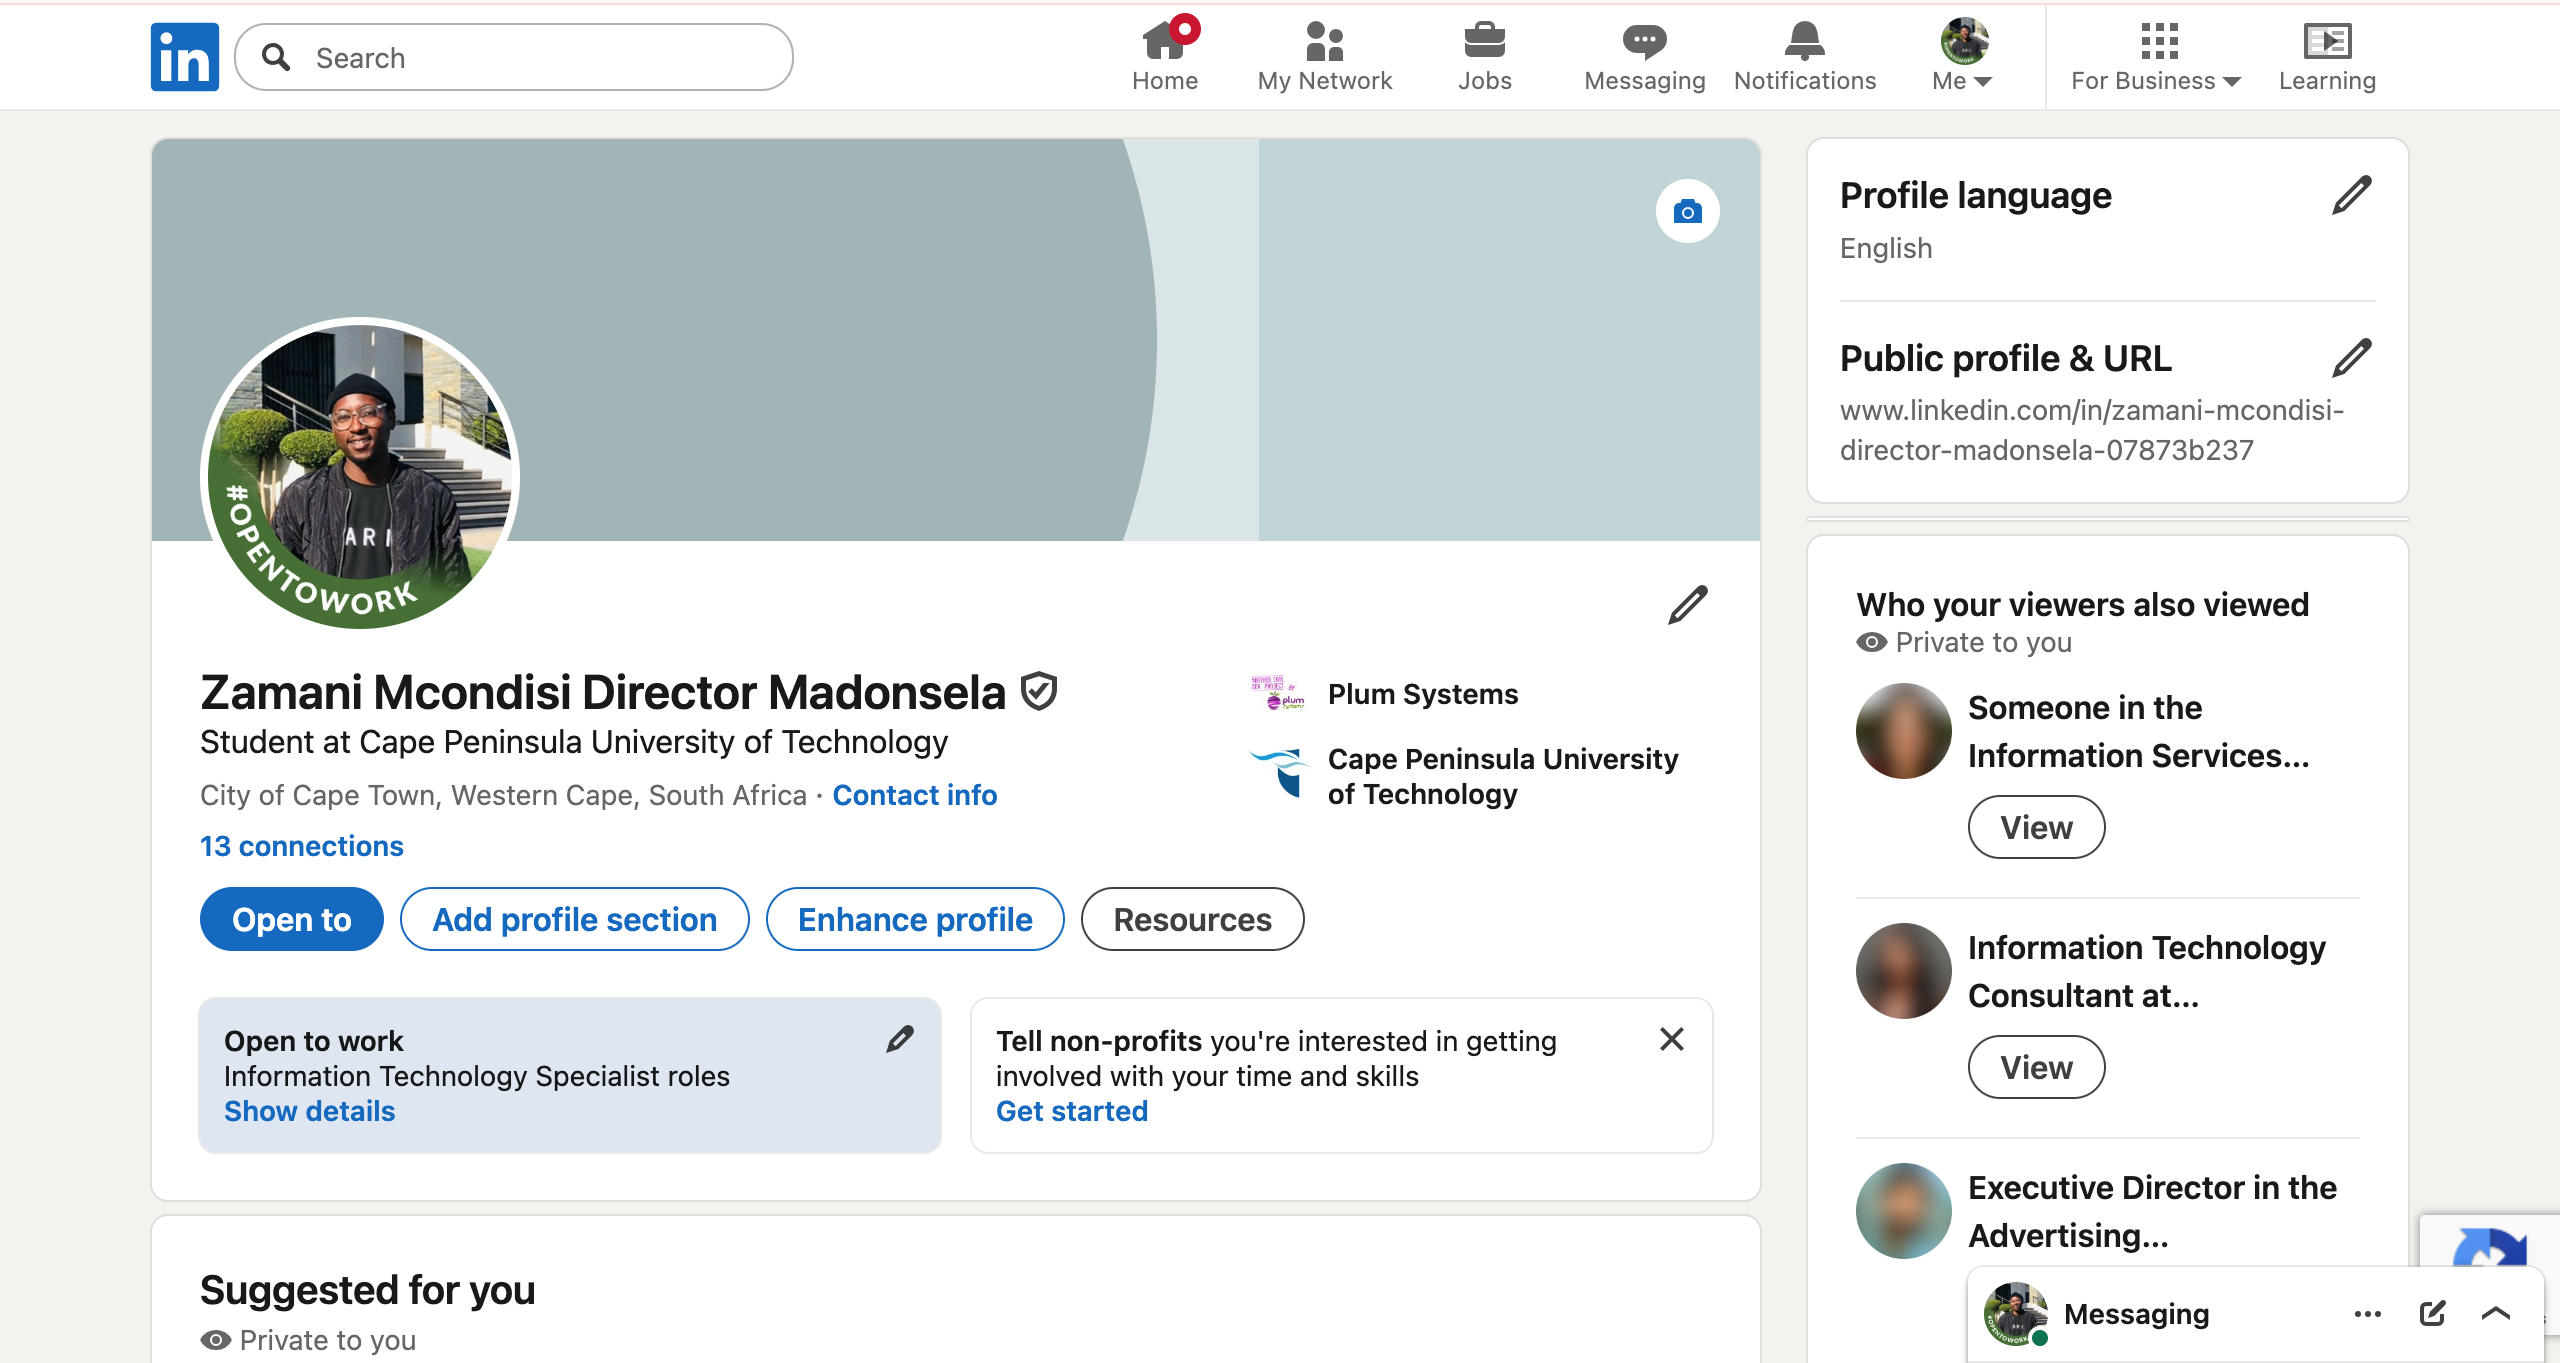 in
Search
Home
My Network
Jobs
Messaging
Notifications
Me
For Business
Learning
#OPENTOWORK
ARI
Zamani Mcondisi Director Madonsela
Student at Cape Peninsula University of Technology
City of Cape Town, Western Cape, South Africa · Contact info
13 connections
Plum Systems
Cape Peninsula University
of Technology
Open to
Add profile section
Enhance profile
Resources
Open to work
Information Technology Specialist roles
Show details
Tell non-profits you're interested in getting
involved with your time and skills
Get started
Suggested for you
Private to you
Profile language
English
Public profile & URL
www.linkedin.com/in/zamani-mcondisi-
director-madonsela-07873b237
Who your viewers also viewed
Private to you
Someone in the
Information Services...
View
Information Technology
Consultant at...
View
Executive Director in the
Advertising...
Messaging